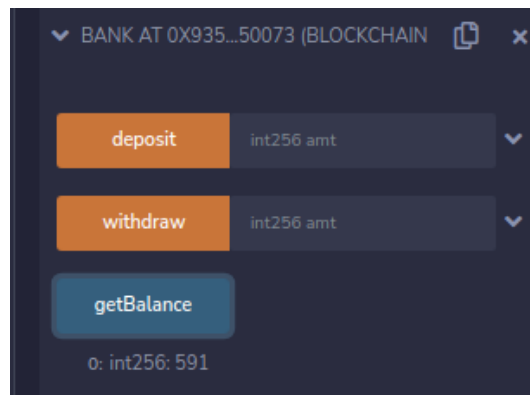 BANK AT 0X935...50073 (BLOCKCHAIN
deposit int256 amt
withdraw int256 amt
getBalance
0: int256: 591